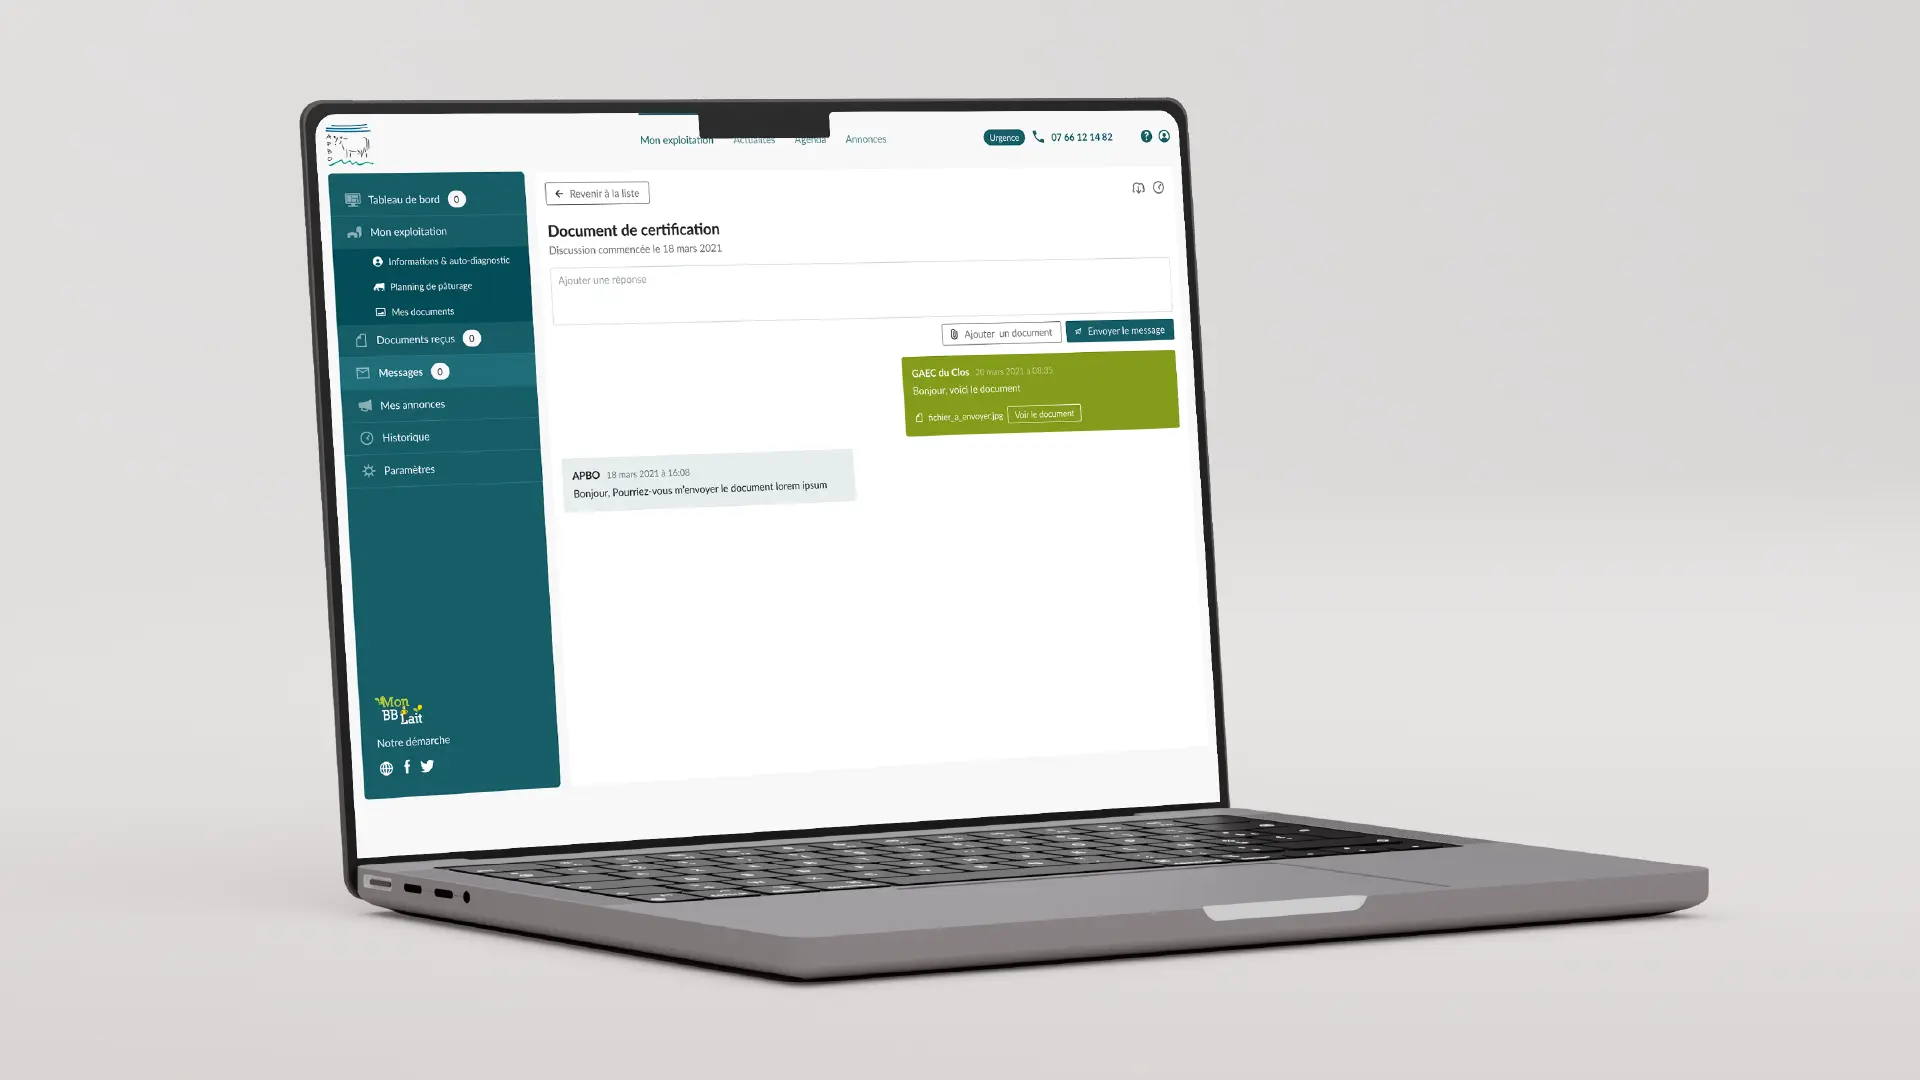 APBO
Mon exploitation Actualités Agenda Annonces
Urgence 07 66 12 14 82
Tableau de bord 0
Mon exploitation
Informations & auto-diagnostic
Planning de pâturage
Mes documents
Documents reçus 0
Messages 0
Mes annonces
Historique
Paramètres
Mon
BB Lait
Notre démarche
Revenir à la liste
Document de certification
Discussion commencée le 18 mars 2021
Ajouter une réponse
Ajouter un document
Envoyer le message
GAEC du Clos 20 mars 2021 à 08:35
Bonjour, voici le document
fichier_a_envoyer.jpg Voir le document
APBO 18 mars 2021 à 16:08
Bonjour, Pourriez-vous m'envoyer le document lorem ipsum